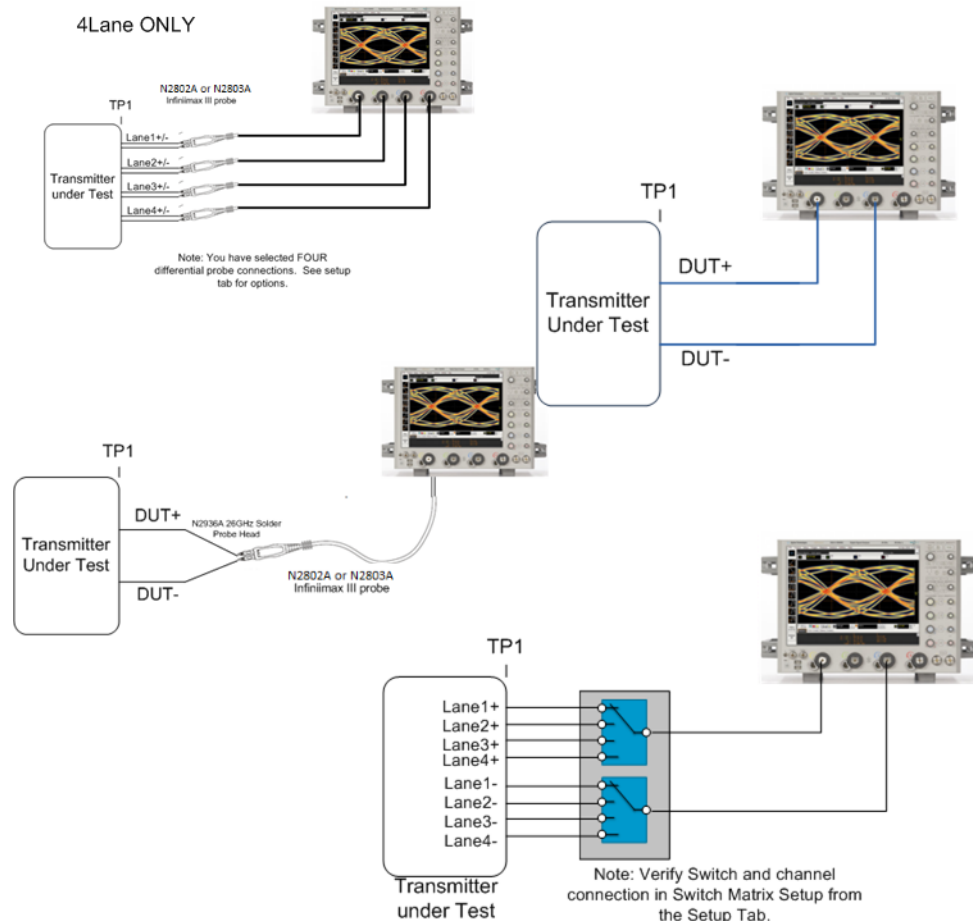 4Lane ONLY
N2802A or N2803A
Infiniimax III probe
TP1
Lane1+/-
Lane2+/-
Lane3+/-
Lane4+/-
Transmitter
under Test
Note: You have selected FOUR
differential probe connections. See setup
tab for options.
TP1
DUT+
Transmitter
Under Test
DUT-
TP1
DUT+
N2936A 26GHz Solder
Probe Head
Transmitter
Under Test
DUT-
N2802A or N2803A
Infiniimax III probe
TP1
Lane1+
Lane2+
Lane3+
Lane4+
Lane1-
Lane2-
Lane3-
Lane4-
Transmitter
under Test
Note: Verify Switch and channel
connection in Switch Matrix Setup from
the Setup Tab.